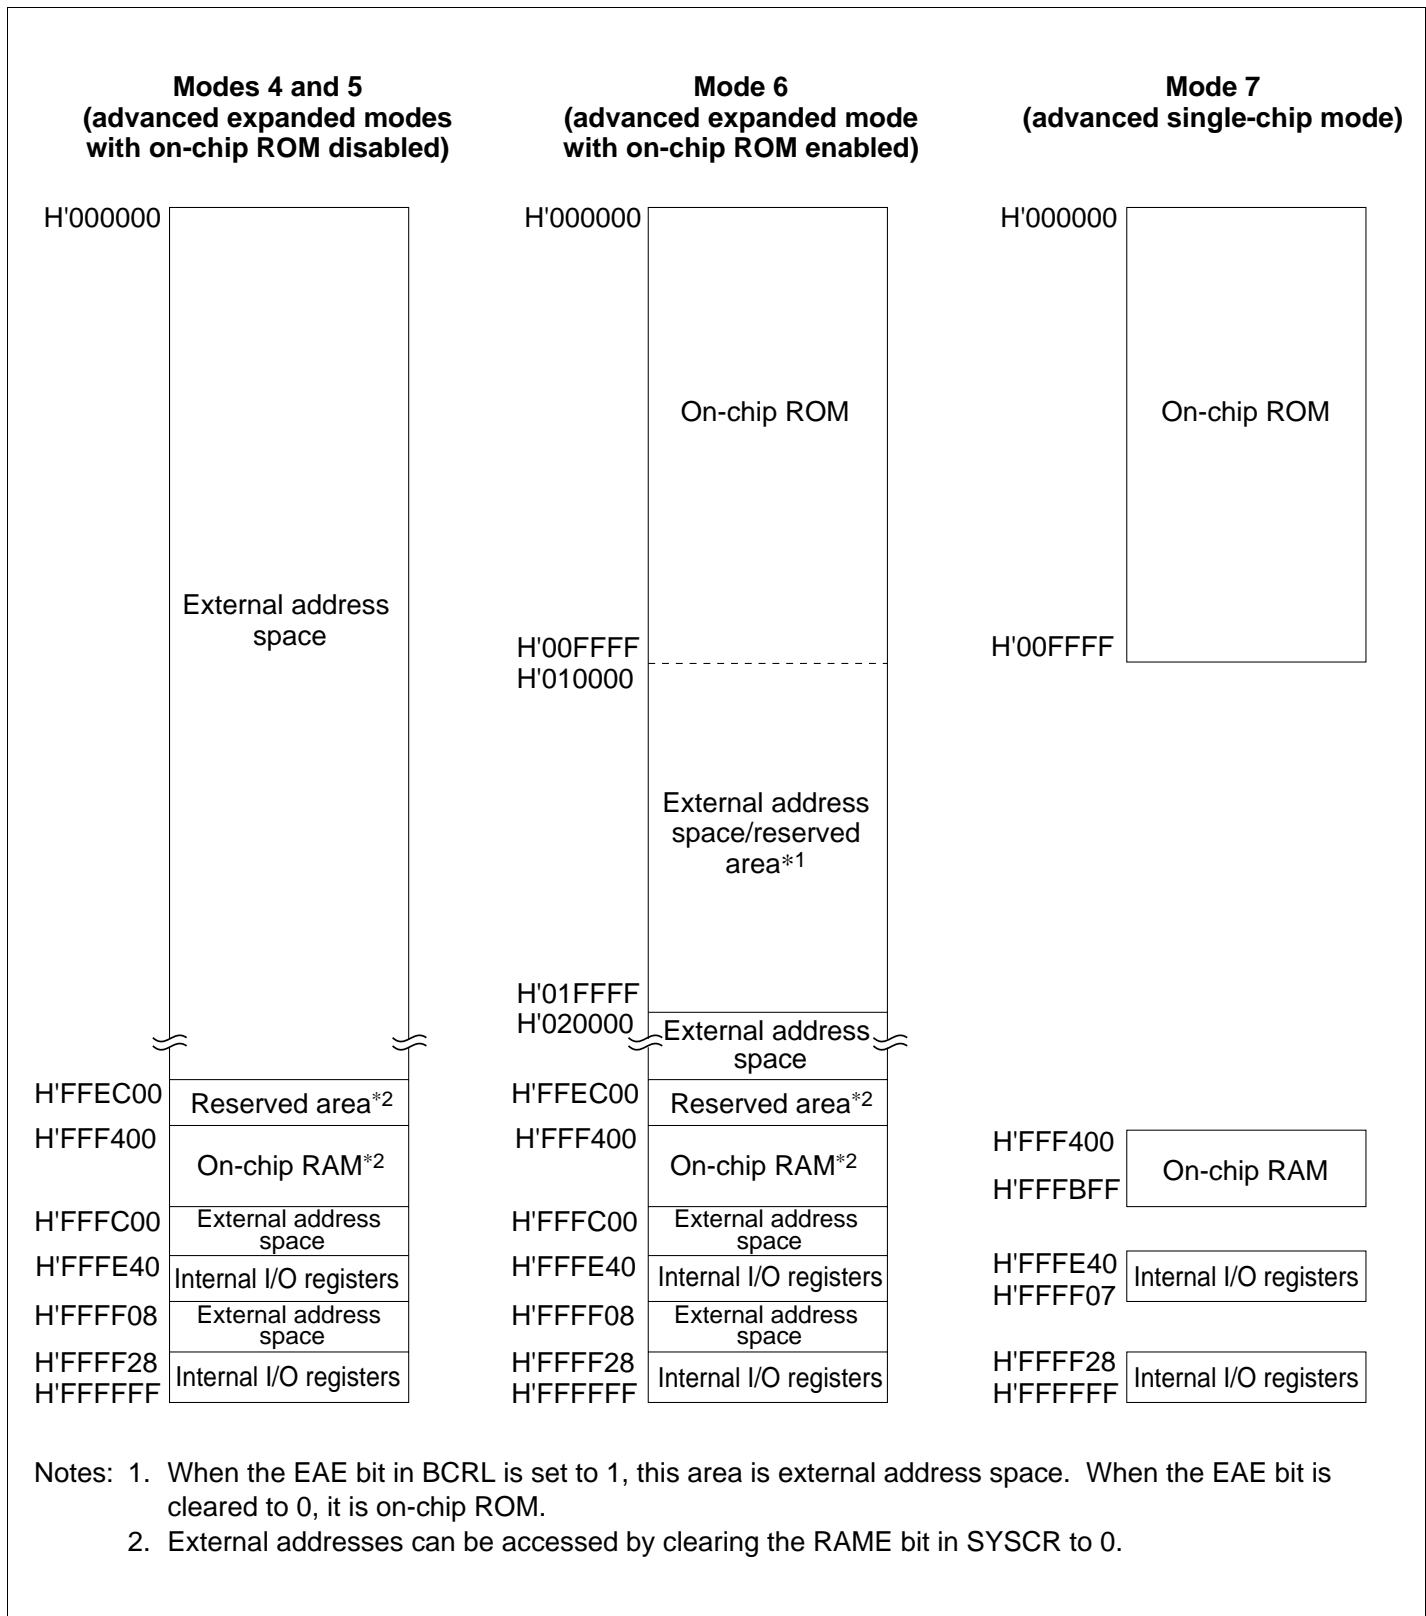 Modes 4 and 5
(advanced expanded modes
with on-chip ROM disabled)
H'000000
External address
space
H'FFEC00
Reserved area*2
H'FFF400
On-chip RAM*2
H'FFFC00
External address
space
H'FFFE40
Internal I/O registers
H'FFFF08
External address
space
H'FFFF28
Internal I/O registers
H'FFFFFF
Mode 6
(advanced expanded mode
with on-chip ROM enabled)
H'000000
On-chip ROM
H'00FFFF
H'010000
External address
space/reserved
area*1
H'01FFFF
H'020000
External address
space
H'FFEC00
Reserved area*2
H'FFF400
On-chip RAM*2
H'FFFC00
External address
space
H'FFFE40
Internal I/O registers
H'FFFF08
External address
space
H'FFFF28
Internal I/O registers
H'FFFFFF
Mode 7
(advanced single-chip mode)
H'000000
On-chip ROM
H'00FFFF
H'FFF400
On-chip RAM
H'FFFBFF
H'FFFE40
Internal I/O registers
H'FFFF07
H'FFFF28
Internal I/O registers
H'FFFFFF
Notes: 1. When the EAE bit in BCRL is set to 1, this area is external address space. When the EAE bit is
cleared to 0, it is on-chip ROM.
2. External addresses can be accessed by clearing the RAME bit in SYSCR to 0.